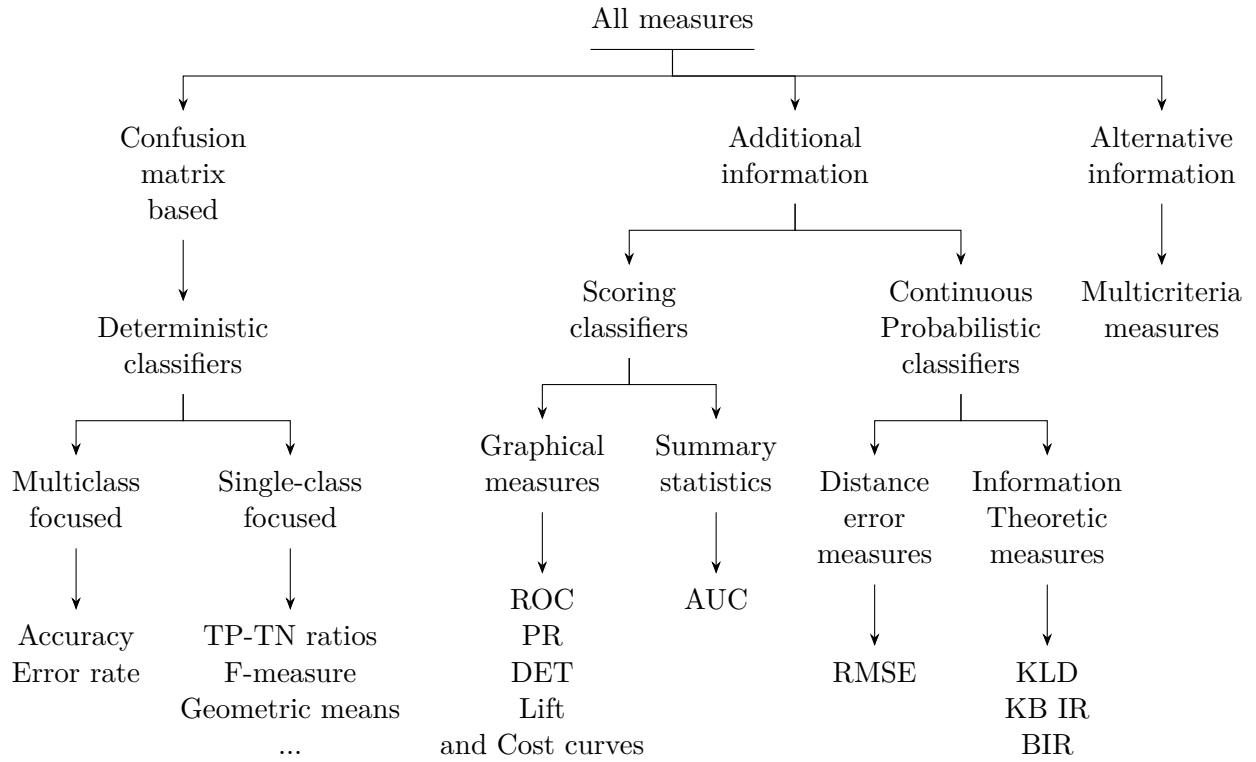 All measures
Confusion
matrix
based
Additional
information
Alternative
information
Deterministic
classifiers
Scoring
classifiers
Continuous
Probabilistic
classifiers
Multicriteria
measures
Multiclass
focused
Single-class
focused
Graphical
measures
Summary
statistics
Distance
error
measures
Information
Theoretic
measures
Accuracy
Error rate
TP-TN ratios
F-measure
Geometric means
...
ROC
PR
DET
Lift
and Cost curves
AUC
RMSE
KLD
KB IR
BIR